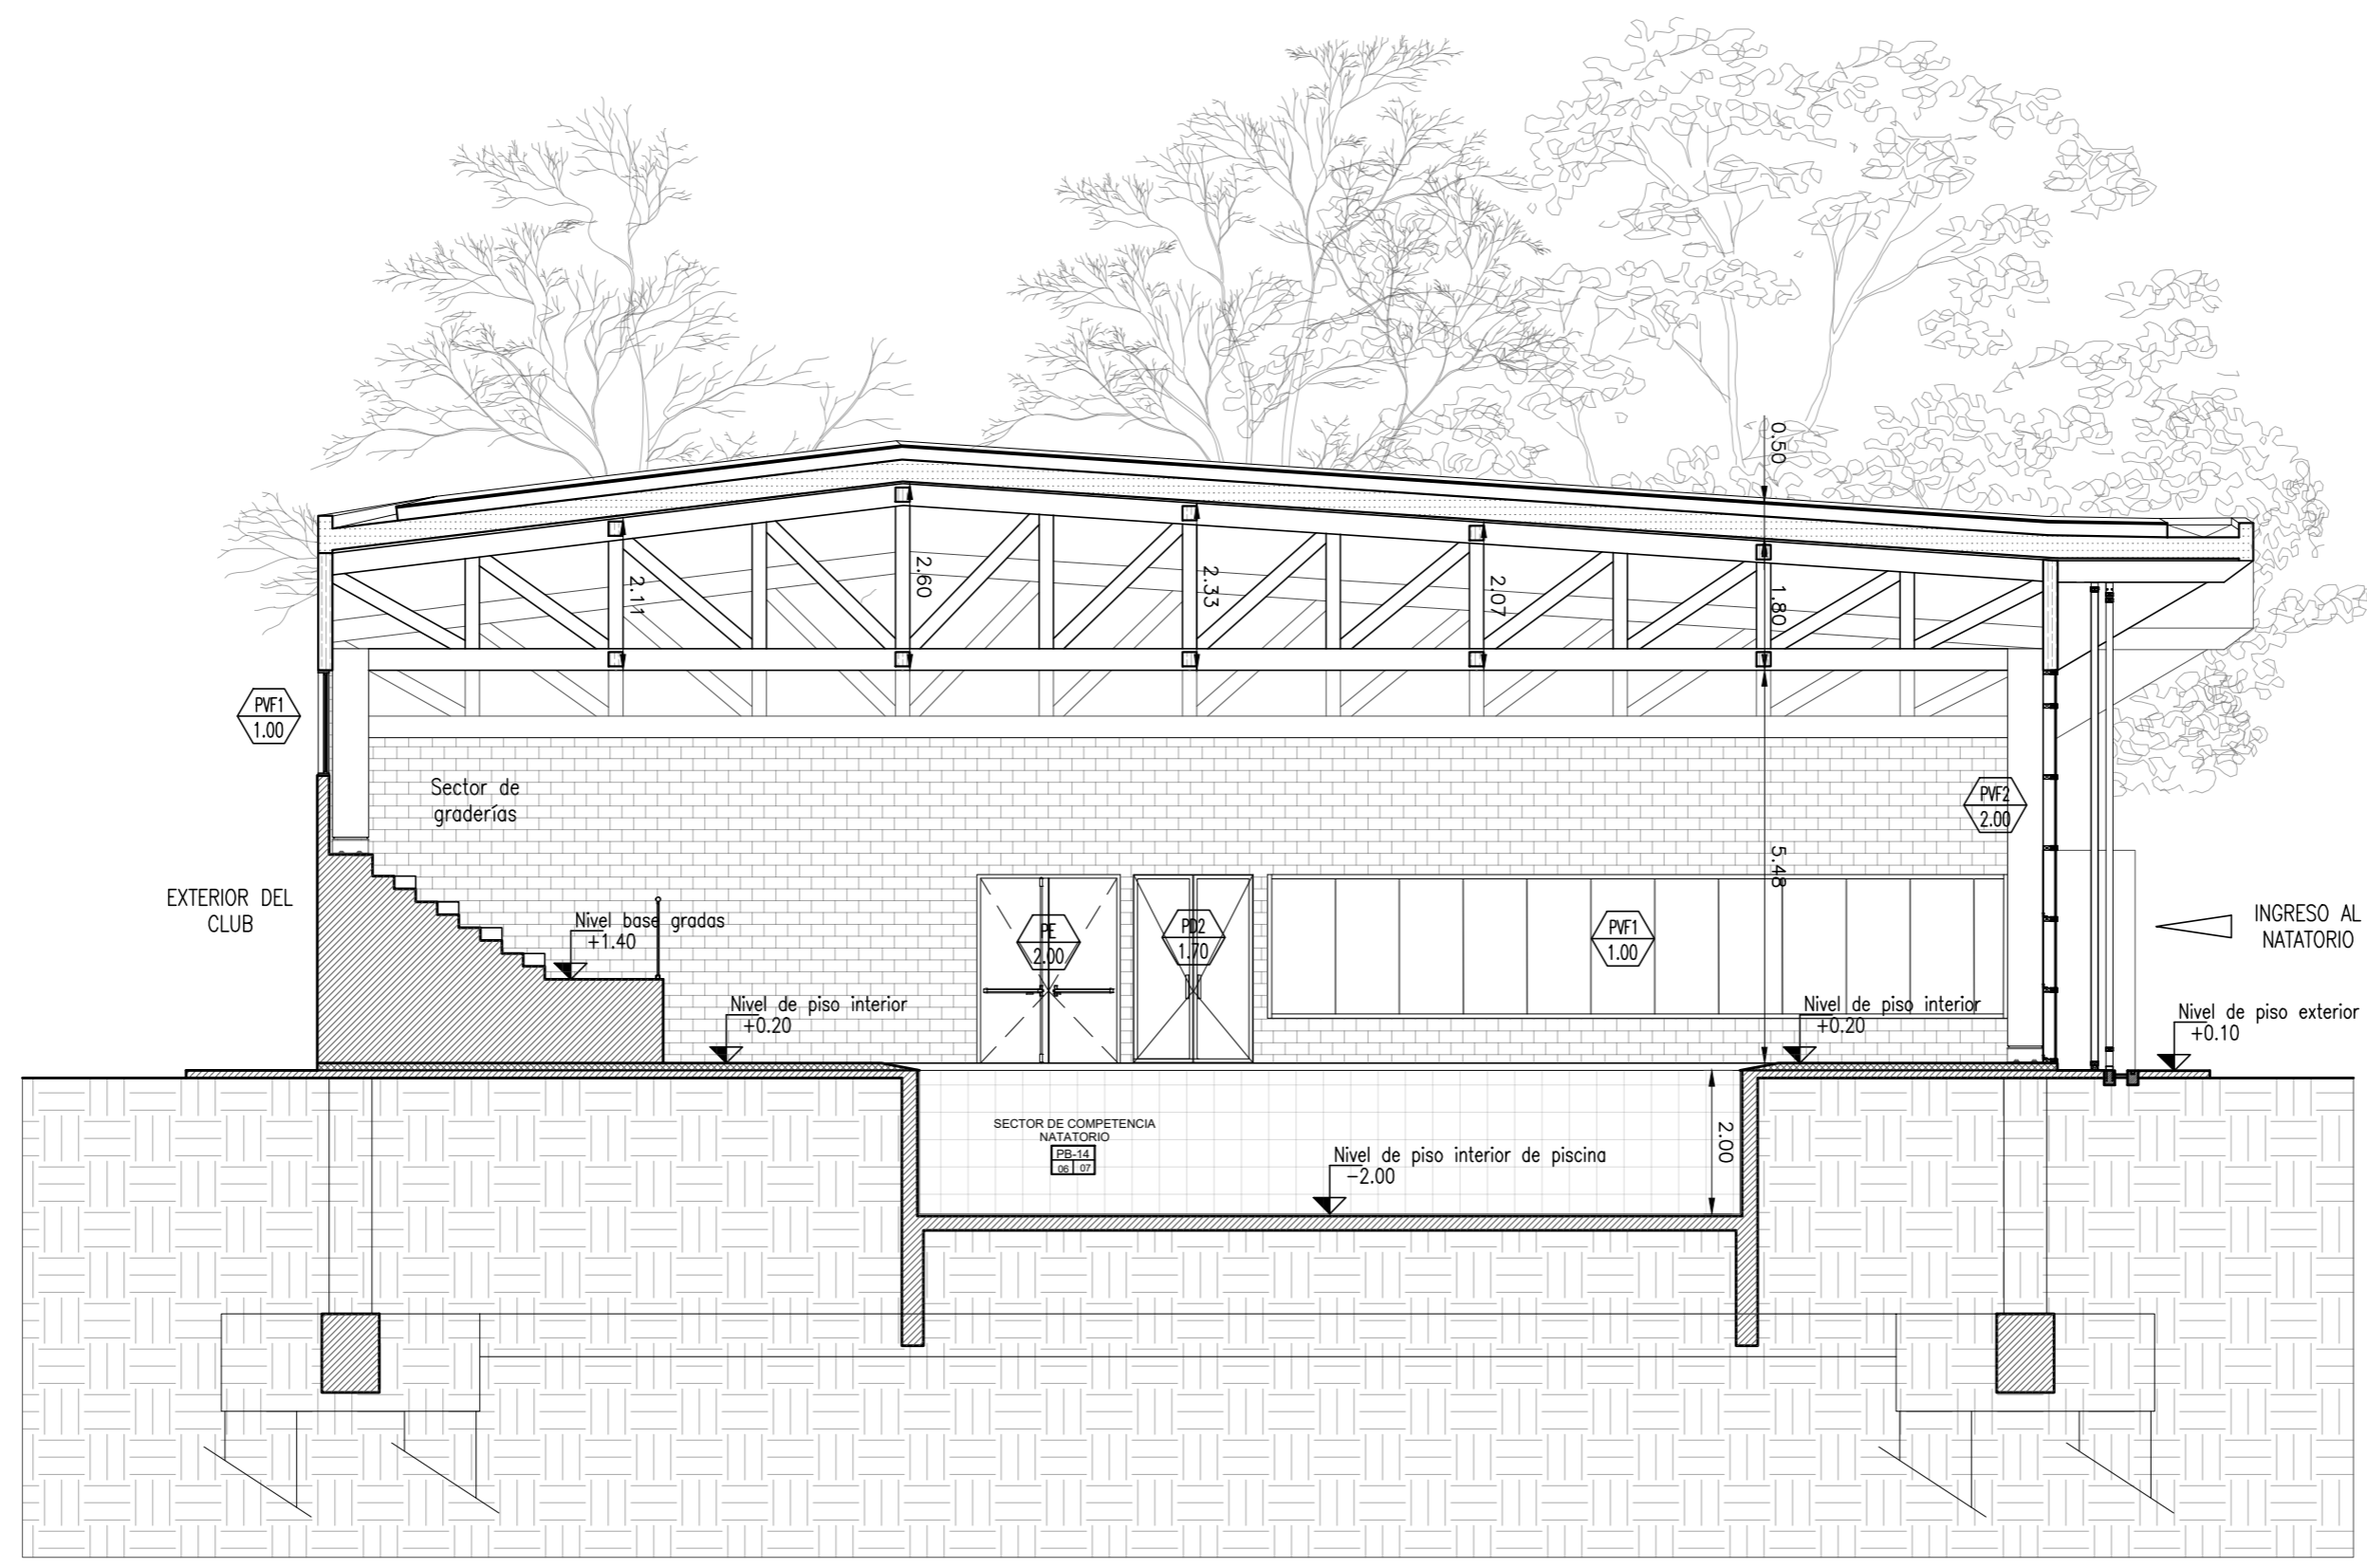 0.50
2.11
2.60
2.33
2.07
1.80
PVF1
1.00
Sector de
graderías
PVF2
2.00
5.48
EXTERIOR DEL
CLUB
Nivel base gradas
+1.40
PE
2.00
PD2
1.70
PVF1
1.00
INGRESO AL
NATATORIO
Nivel de piso interior
+0.20
Nivel de piso interior
+0.20
Nivel de piso exterior
+0.10
SECTOR DE COMPETENCIA
NATATORIO
PB-14
06 07
Nivel de piso interior de piscina
-2.00
2.00